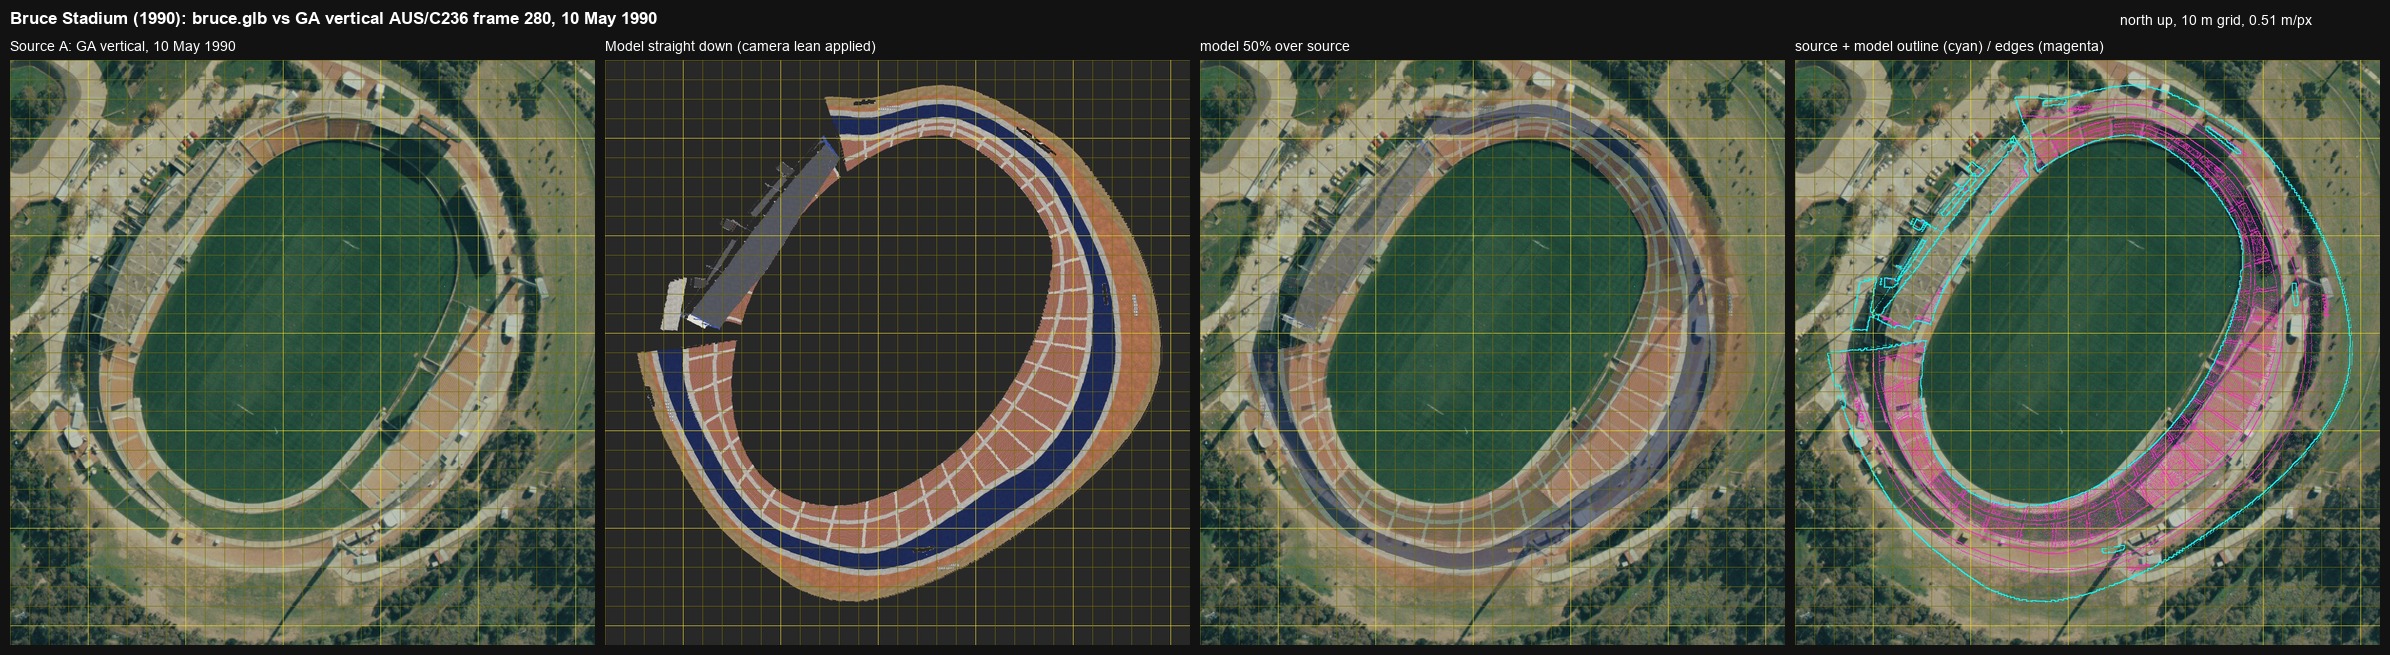 Bruce Stadium (1990): bruce.glb vs GA vertical AUS/C236 frame 280, 10 May 1990
north up, 10 m grid, 0.51 m/px
Source A: GA vertical, 10 May 1990
Model straight down (camera lean applied)
model 50% over source
source + model outline (cyan) / edges (magenta)